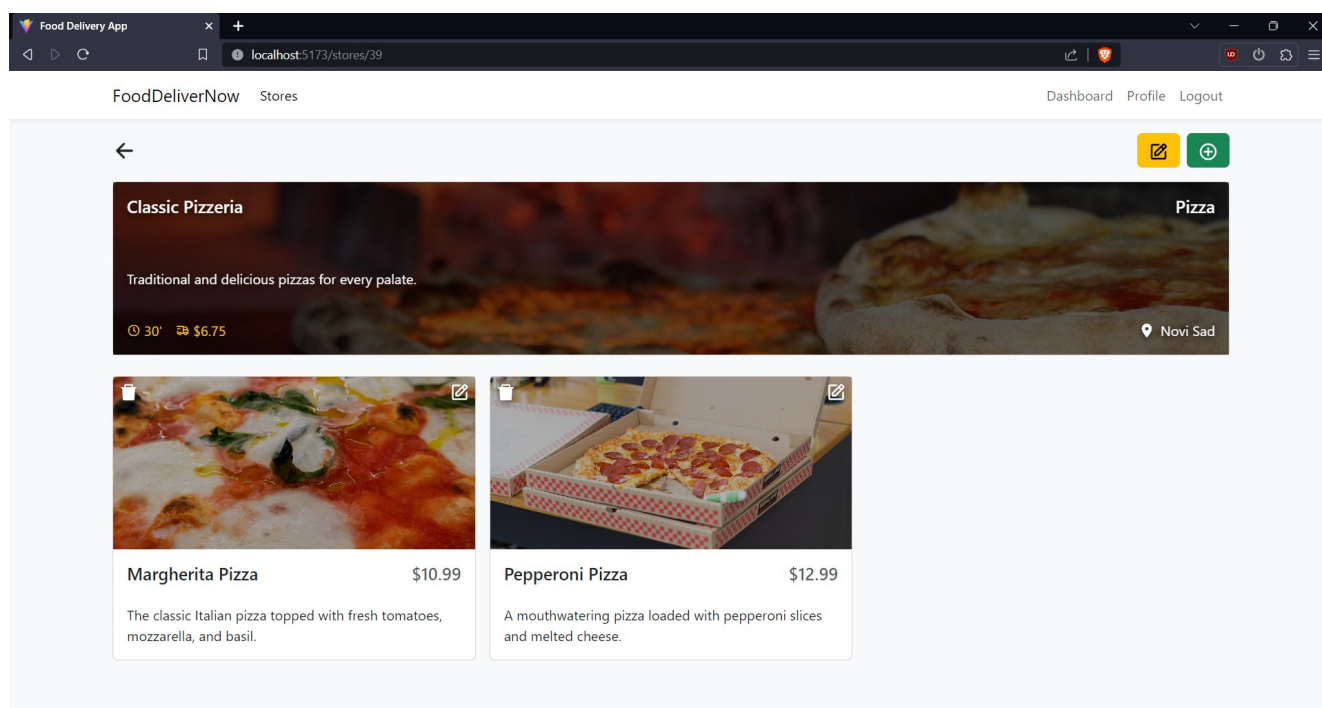 Food Delivery App
localhost:5173/stores/39
FoodDeliverNow Stores Dashboard Profile Logout
Classic Pizzeria Pizza
Traditional and delicious pizzas for every palate.
30' $6.75 Novi Sad
Margherita Pizza $10.99
The classic Italian pizza topped with fresh tomatoes,
mozzarella, and basil.
Pepperoni Pizza $12.99
A mouthwatering pizza loaded with pepperoni slices
and melted cheese.